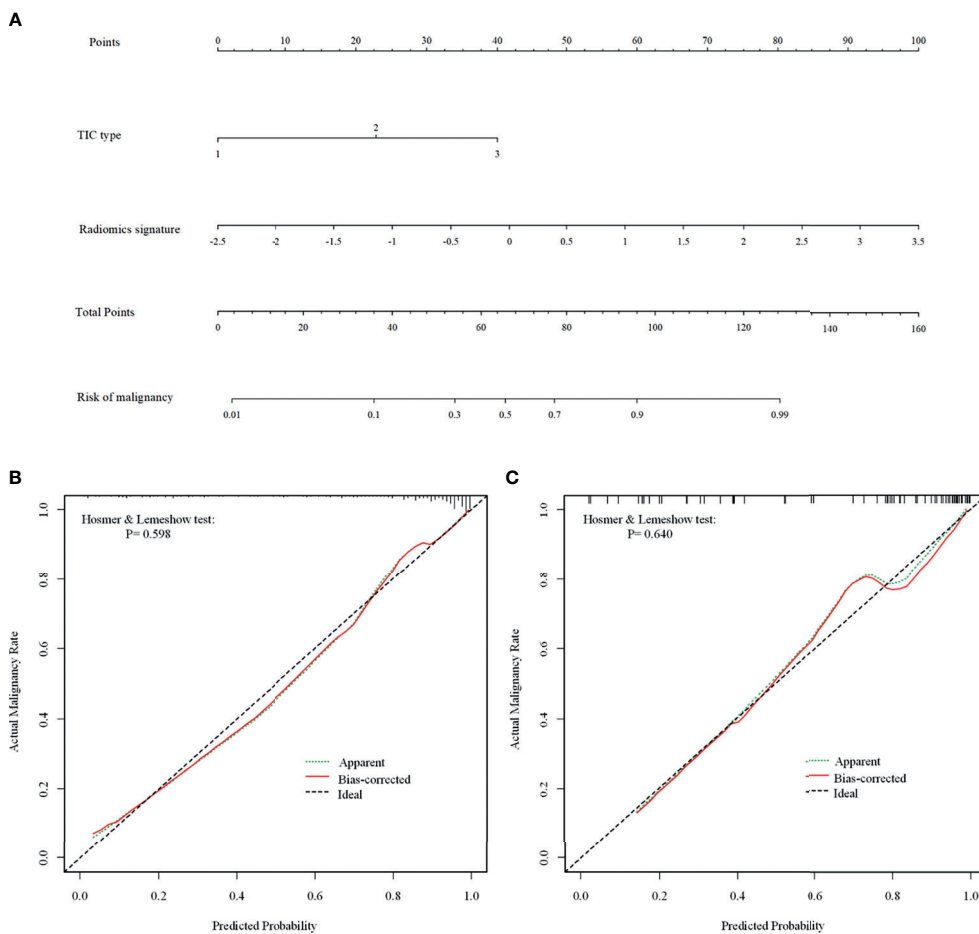 A
Points 0 10 20 30 40 50 60 70 80 90 100
TIC type 1 2 3
Radiomics signature -2.5 -2 -1.5 -1 -0.5 0 0.5 1 1.5 2 2.5 3 3.5
Total Points 0 20 40 60 80 100 120 140 160
Risk of malignancy 0.01 0.1 0.3 0.5 0.7 0.9 0.99
B
Hosmer & Lemeshow test:
P= 0.598
Actual Malignancy Rate
0.0 0.2 0.4 0.6 0.8 1.0
Apparent
Bias-corrected
Ideal
0.0 0.2 0.4 0.6 0.8 1.0
Predicted Probability
C
Hosmer & Lemeshow test:
P= 0.640
Actual Malignancy Rate
0.0 0.2 0.4 0.6 0.8 1.0
Apparent
Bias-corrected
Ideal
0.0 0.2 0.4 0.6 0.8 1.0
Predicted Probability